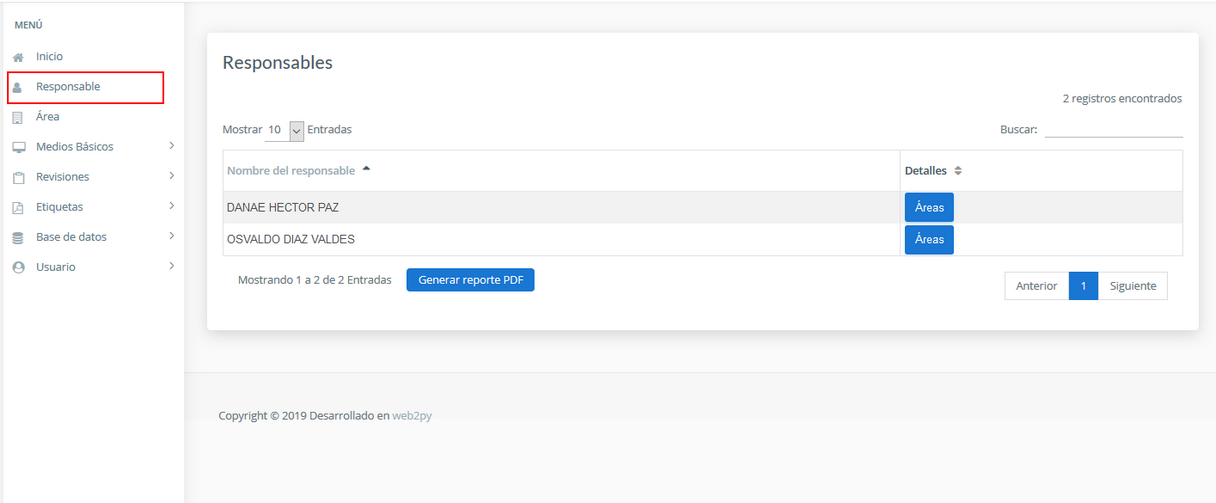 MENÚ
Inicio
Responsable
Área
Medios Básicos
Revisiones
Etiquetas
Base de datos
Usuario
Responsables
2 registros encontrados
Mostrar 10 Entradas
Buscar:
Nombre del responsable Detalles
DANAE HECTOR PAZ Áreas
OSVALDO DIAZ VALDES Áreas
Mostrando 1 a 2 de 2 Entradas Generar reporte PDF
Anterior 1 Siguiente
Copyright © 2019 Desarrollado en web2py